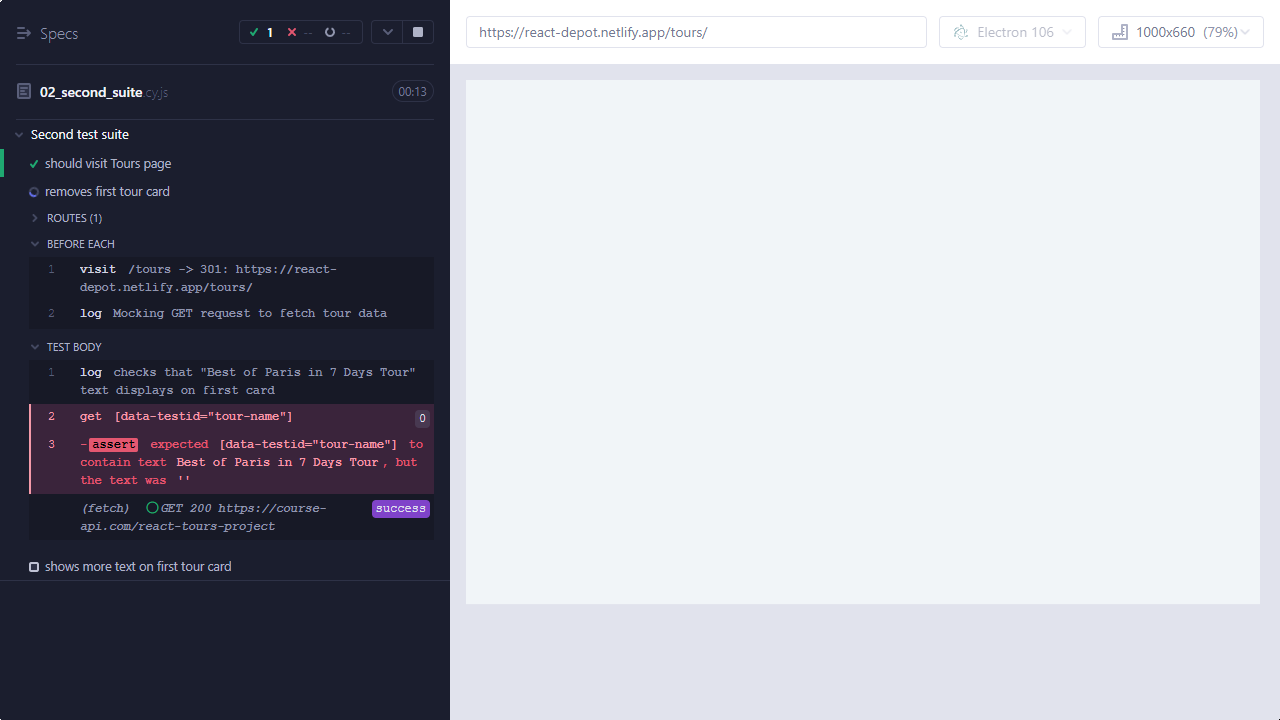 Specs
1
--
--
02_second_suite.cy.js
00:13
Second test suite
should visit Tours page
removes first tour card
ROUTES (1)
BEFORE EACH
1 visit /tours -> 301: https://react-
depot.netlify.app/tours/
2 log Mocking GET request to fetch tour data
TEST BODY
1 log checks that "Best of Paris in 7 Days Tour"
text displays on first card
2 get [data-testid="tour-name"] 0
3 -assert expected [data-testid="tour-name"] to
contain text Best of Paris in 7 Days Tour, but
the text was ''
(fetch) GET 200 https://course- success
api.com/react-tours-project
shows more text on first tour card
https://react-depot.netlify.app/tours/
Electron 106
1000x660 (79%)